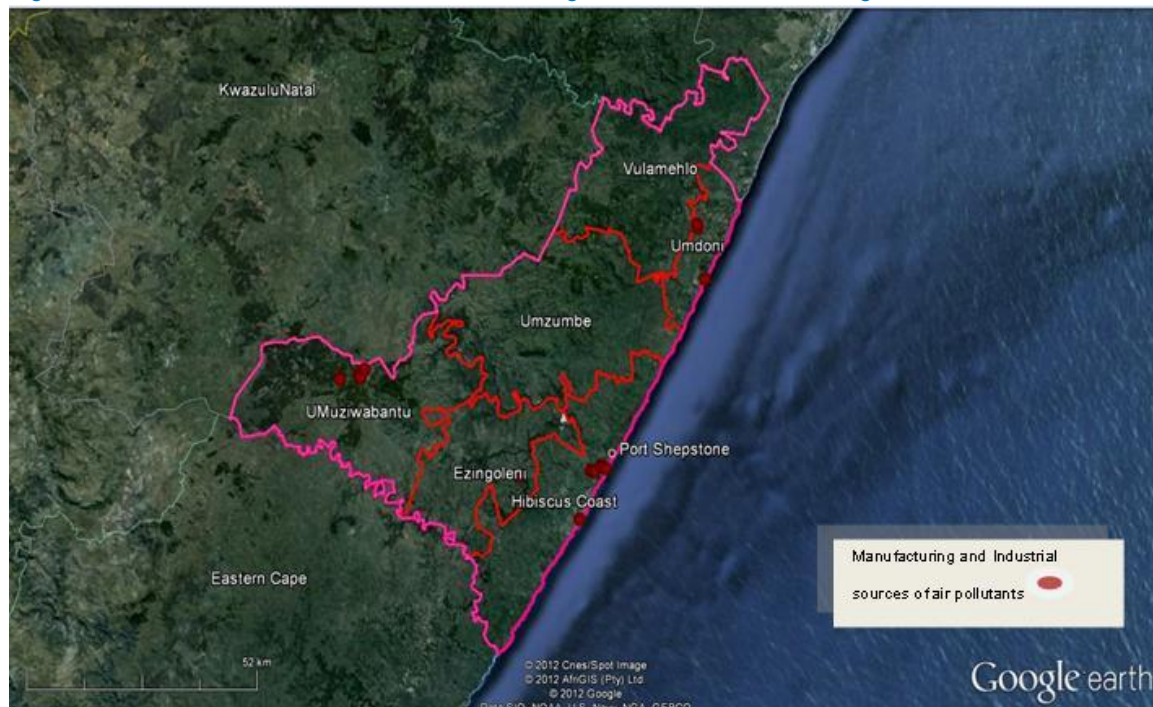 KwazuluNatal
Vulamehlo
Umdoni
Umzumbe
UMuziwabantu
Port Shepstone
Ezingoleni
Hibiscus Coast
Manufacturing and Industrial
sources of air pollutants
Eastern Cape
52 km
© 2012 Cnes/Spot Image
© 2012 AfriGIS (Pty) Ltd
© 2012 Google
Google earth